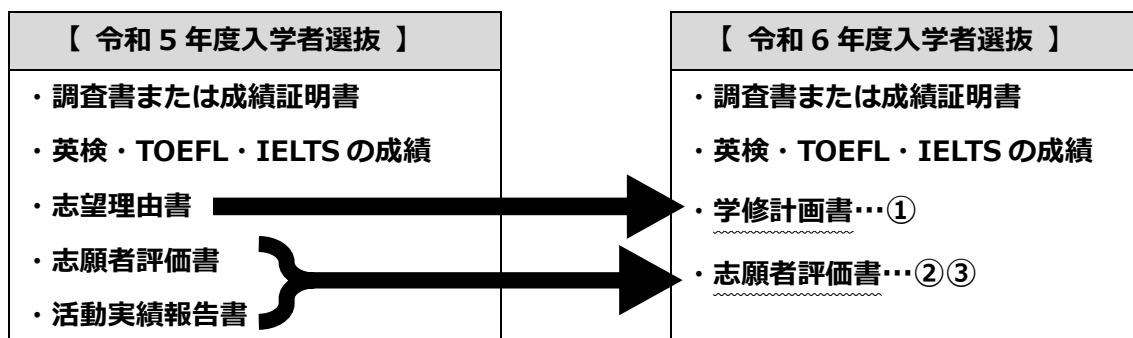 【 令和５年度入学者選抜 】
・調査書または成績証明書
・英検・TOEFL・IELTS の成績
・志望理由書
・志願者評価書
・活動実績報告書
【 令和６年度入学者選抜 】
・調査書または成績証明書
・英検・TOEFL・IELTS の成績
・学修計画書…①
・志願者評価書…②③